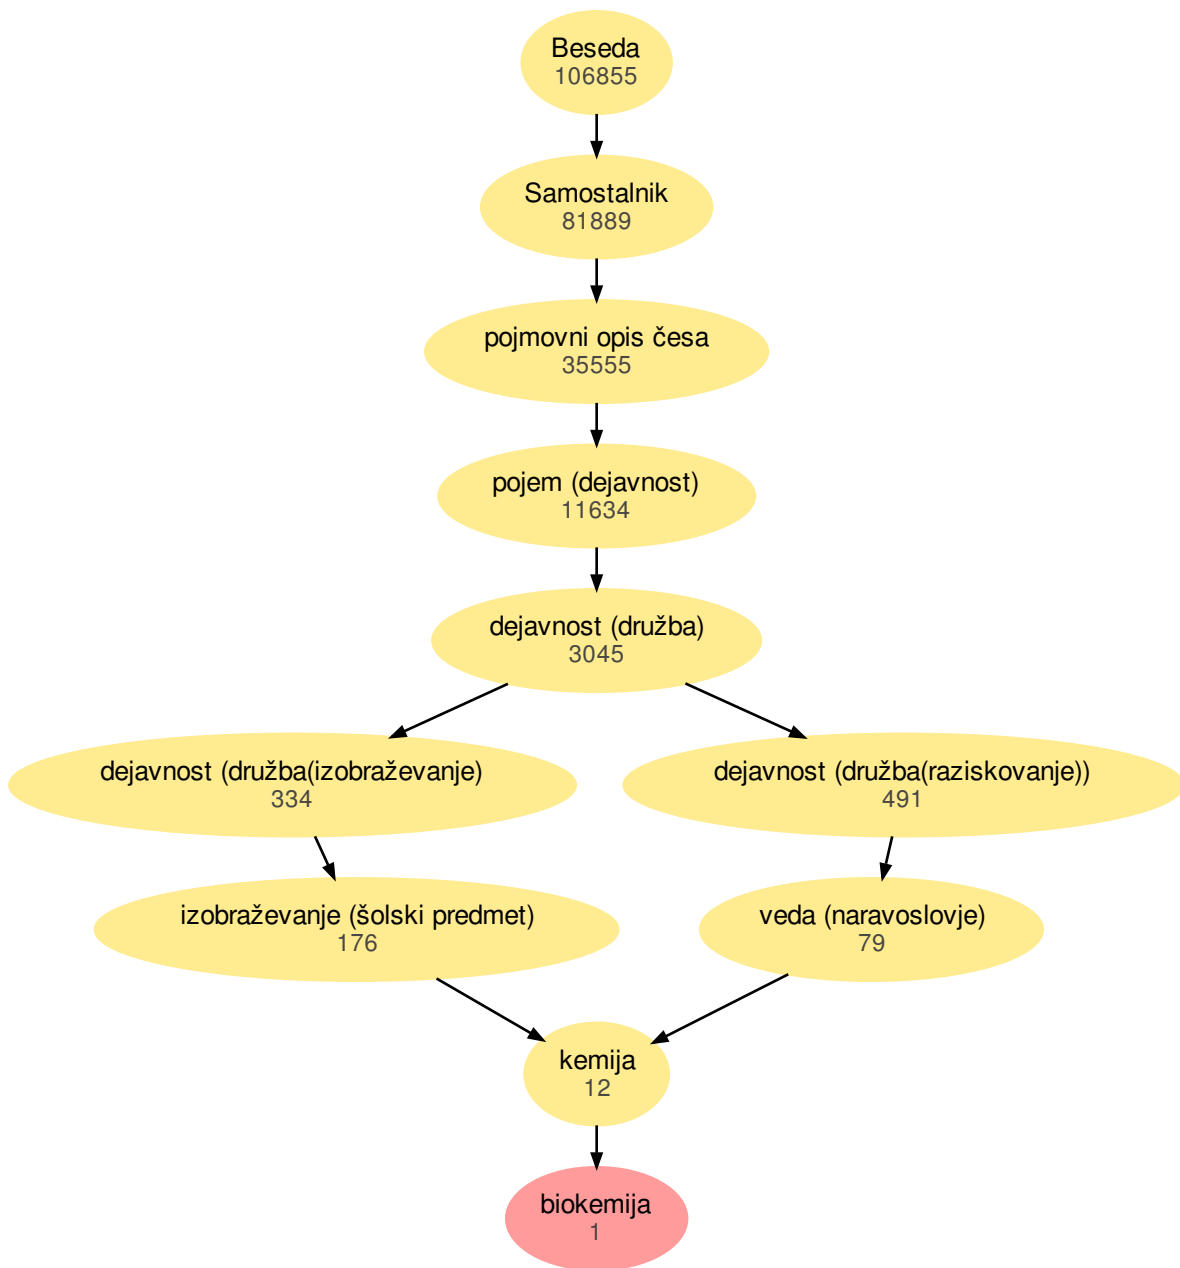 Beseda
106855
Samostalnik
81889
pojmovni opis česa
35555
pojem (dejavnost)
11634
dejavnost (družba)
3045
dejavnost (družba(izobraževanje)
334
dejavnost (družba(raziskovanje))
491
izobraževanje (šolski predmet)
176
veda (naravoslovje)
79
kemija
12
biokemija
1